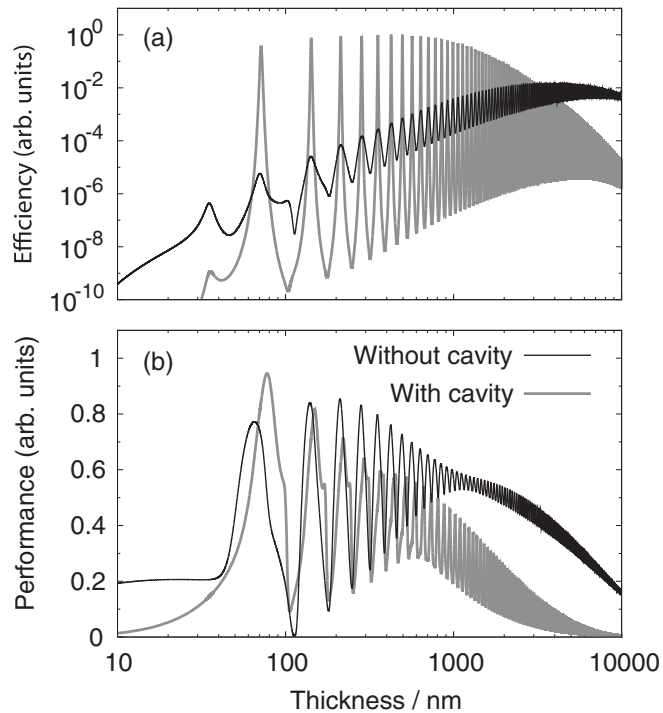 (a)
Efficiency (arb. units)
10^0
10^-2
10^-4
10^-6
10^-8
10^-10
(b)
Without cavity
With cavity
Performance (arb. units)
1
0.8
0.6
0.4
0.2
0
10
100
1000
10000
Thickness / nm